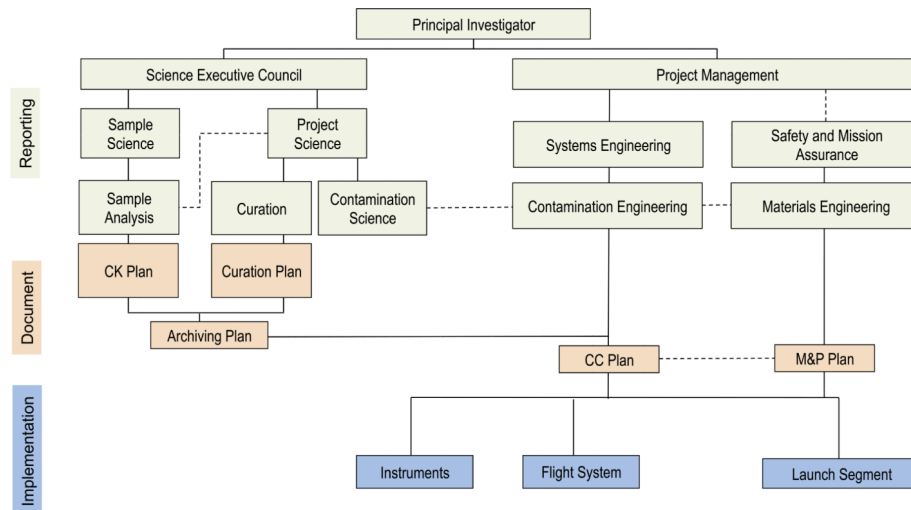 Principal Investigator
Science Executive Council
Project Management
Reporting
Sample
Science
Project
Science
Systems Engineering
Safety and Mission
Assurance
Sample
Analysis
Curation
Contamination
Science
Contamination Engineering
Materials Engineering
Document
CK Plan
Curation Plan
Archiving Plan
CC Plan
M&P Plan
Implementation
Instruments
Flight System
Launch Segment